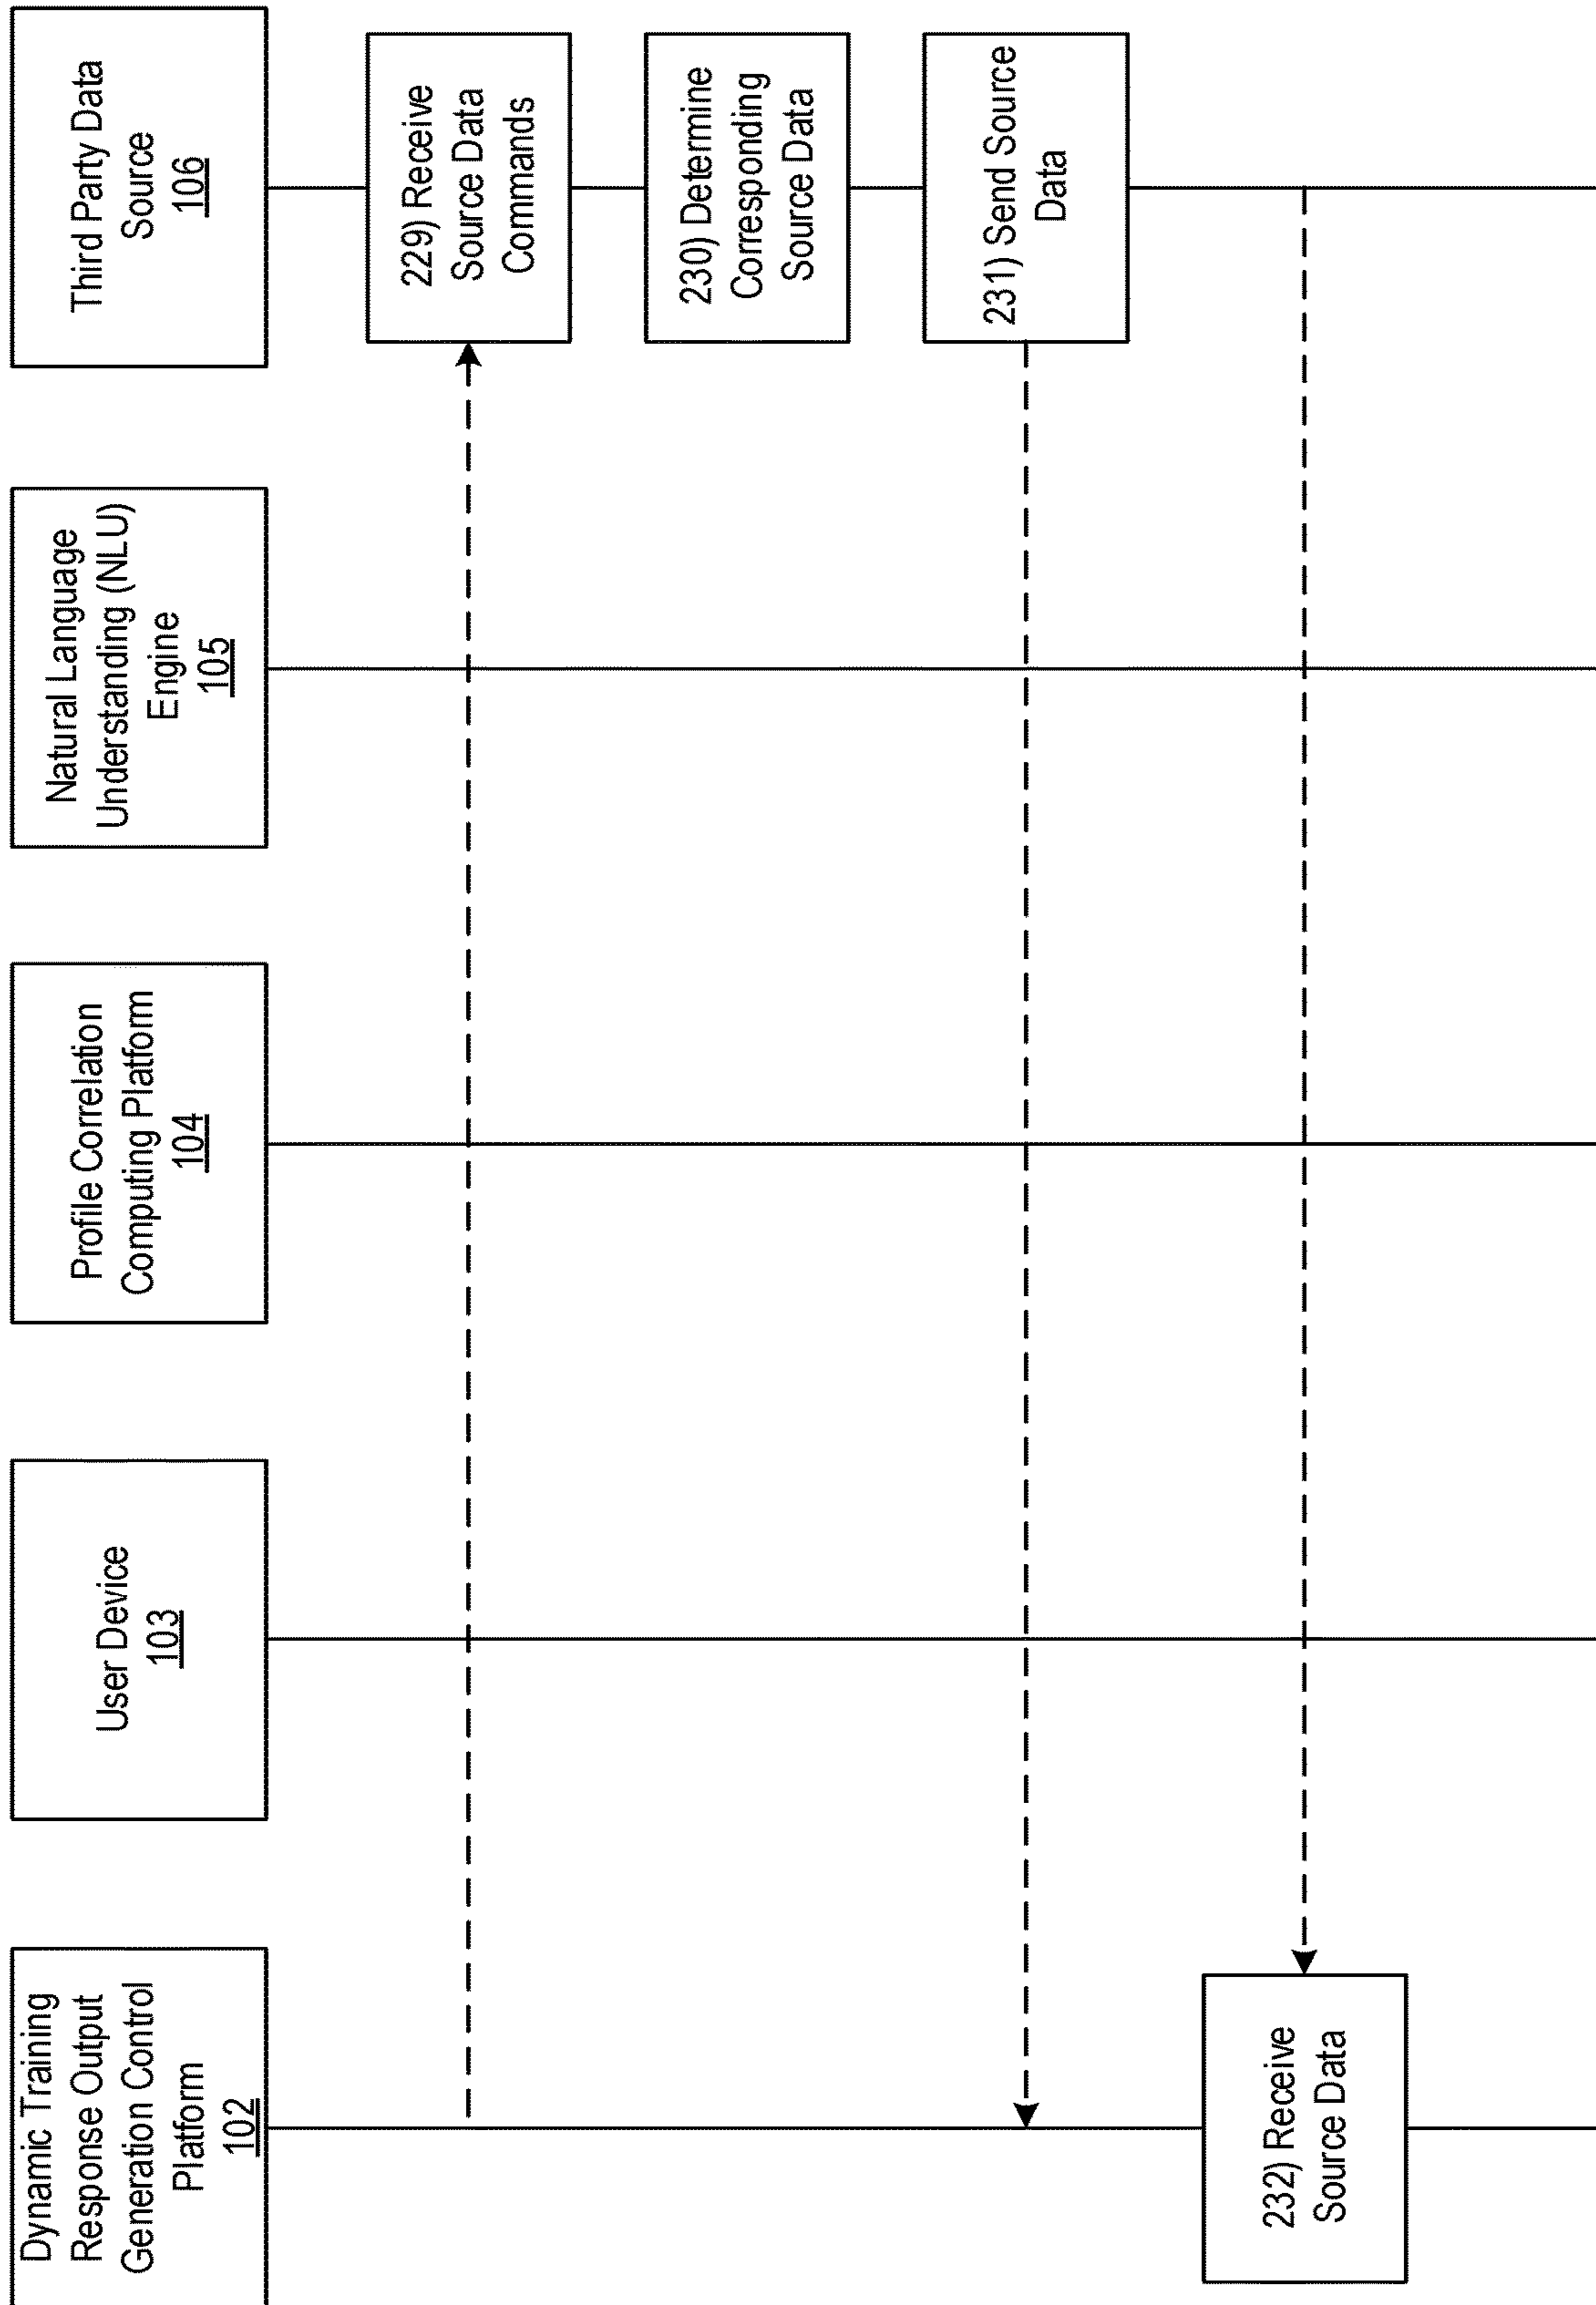 Dynamic Training
Response Output
Generation Control
Platform
102
User Device
103
Profile Correlation
Computing Platform
104
Natural Language
Understanding (NLU)
Engine
105
Third Party Data
Source
106
229) Receive
Source Data
Commands
230) Determine
Corresponding
Source Data
231) Send Source
Data
232) Receive
Source Data